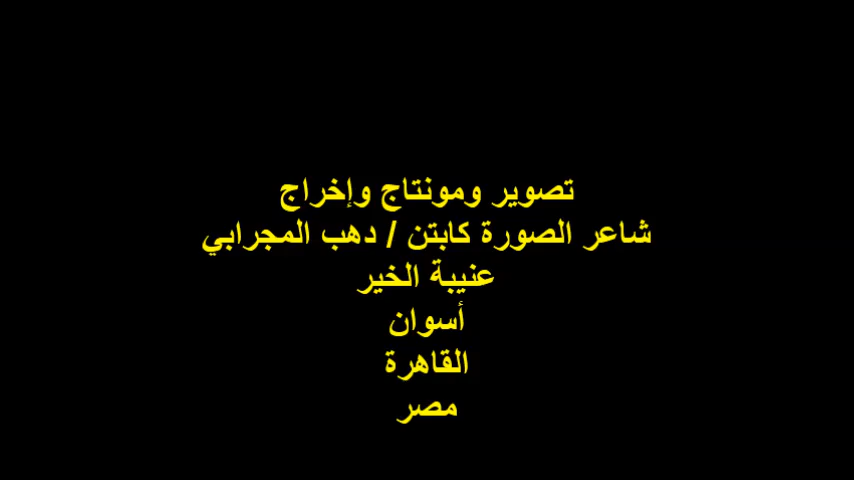 تصوير ومونتاج وإخراج
شاعر الصورة كابتن / دهب المجرابي
عنيبة الخير
أسوان
القاهرة
مصر